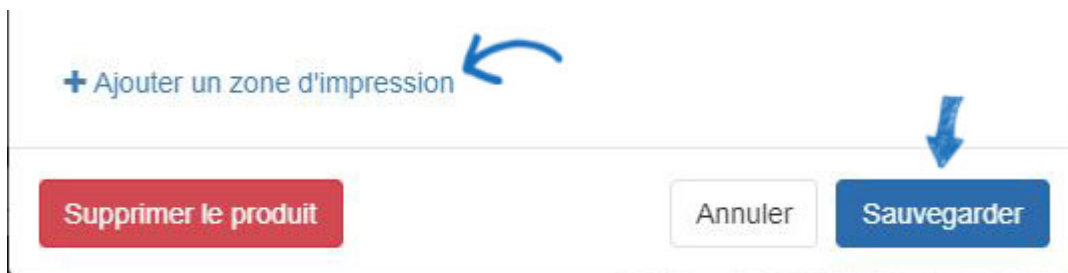 + Ajouter un zone d'impression
Supprimer le produit
Annuler
Sauvegarder